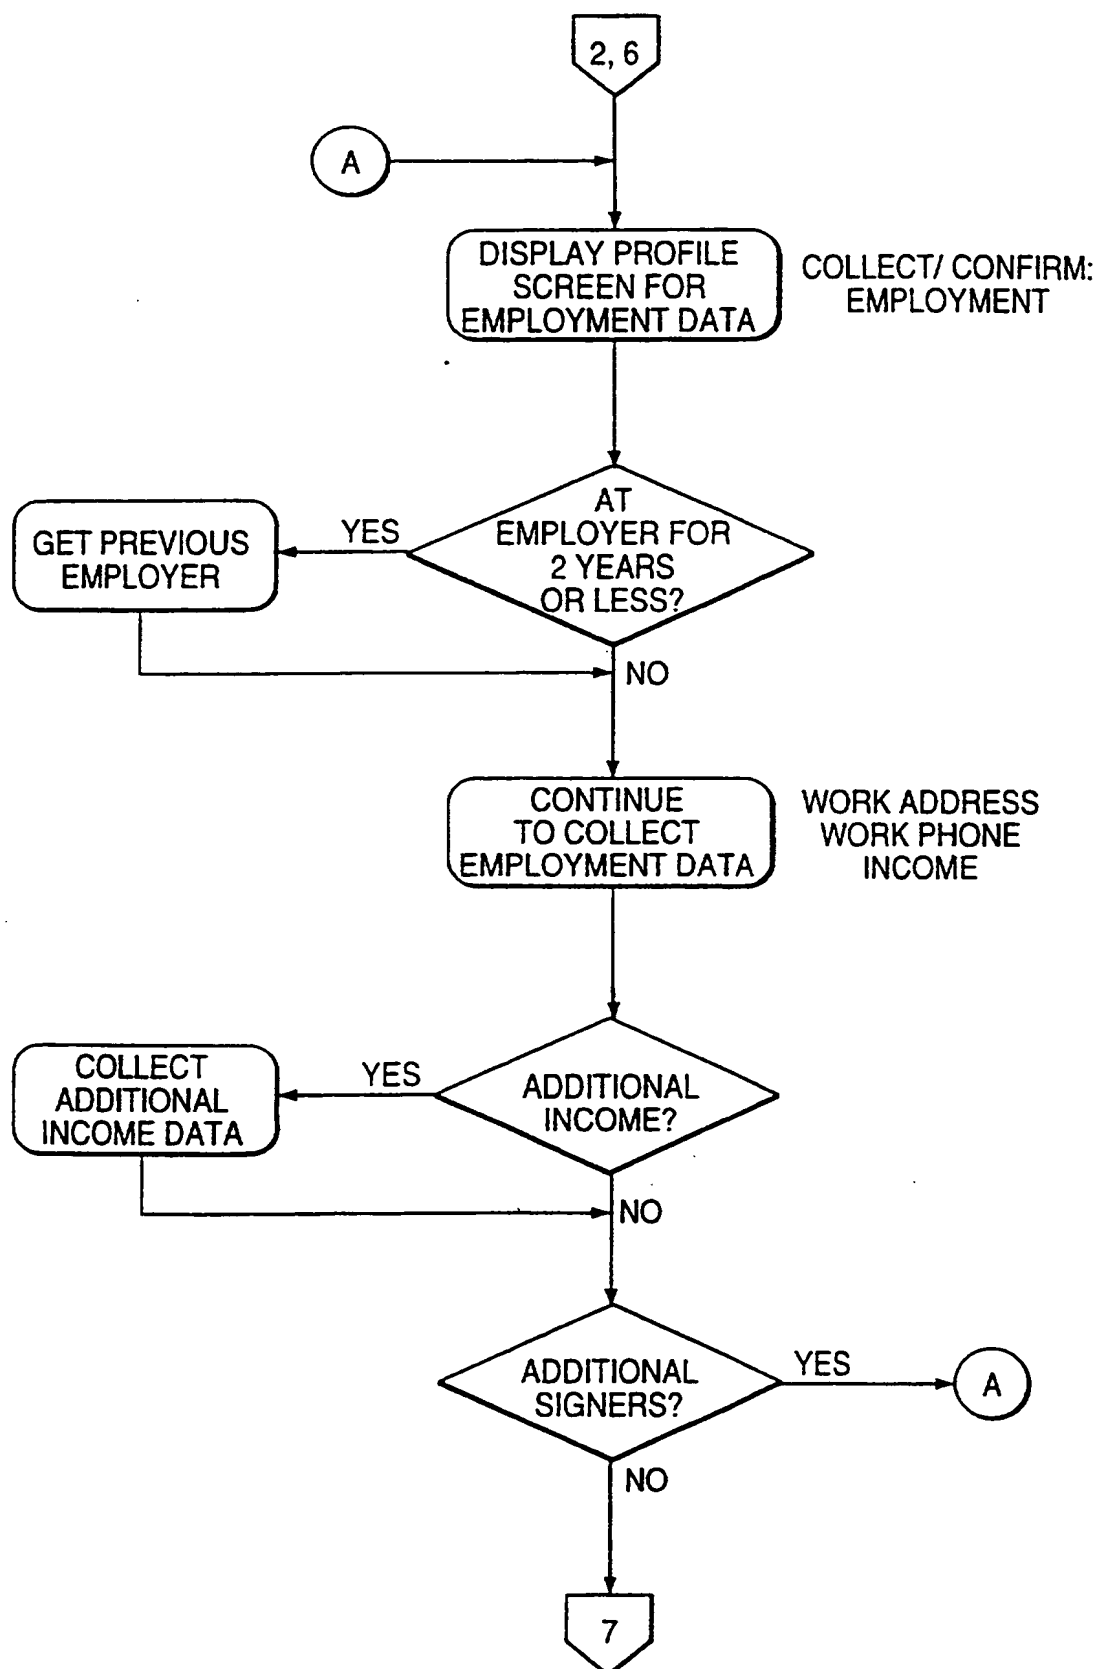 2, 6
A
DISPLAY PROFILE
SCREEN FOR
EMPLOYMENT DATA
COLLECT/ CONFIRM:
EMPLOYMENT
AT
EMPLOYER FOR
2 YEARS
OR LESS?
YES
GET PREVIOUS
EMPLOYER
NO
CONTINUE
TO COLLECT
EMPLOYMENT DATA
WORK ADDRESS
WORK PHONE
INCOME
ADDITIONAL
INCOME?
YES
COLLECT
ADDITIONAL
INCOME DATA
NO
ADDITIONAL
SIGNERS?
YES
A
NO
7